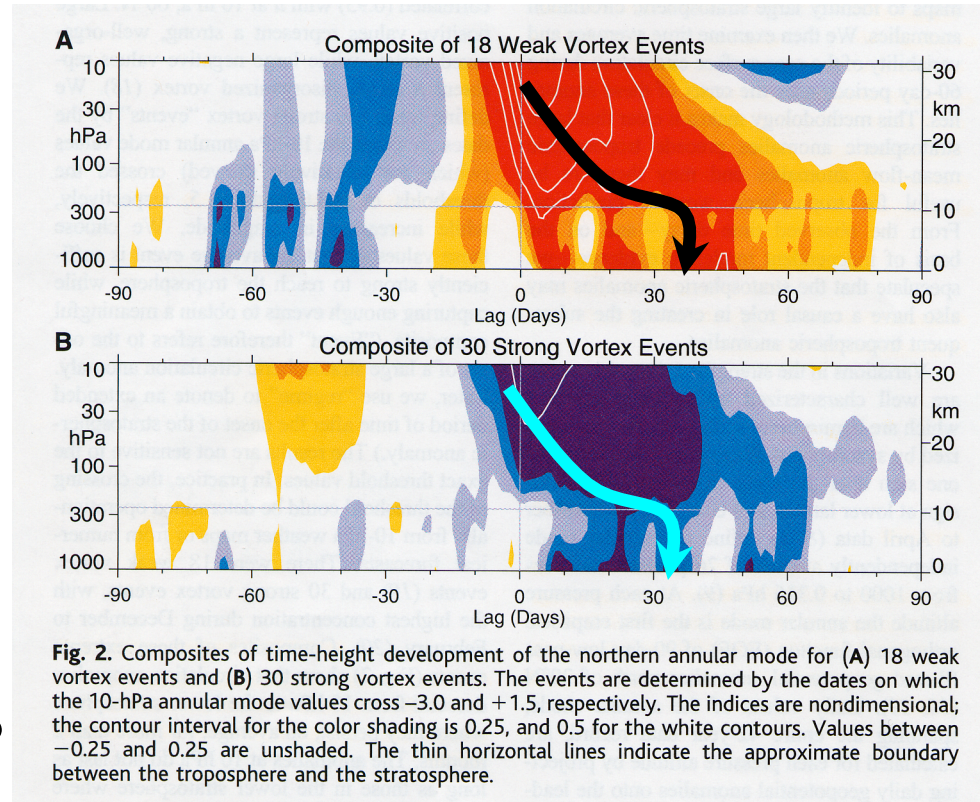 A
Composite of 18 Weak Vortex Events
10
30
hPa
100
300
1000
30
km
20
10
0
-90 -60 -30 0 30 60 90
Lag (Days)
B
Composite of 30 Strong Vortex Events
10
30
hPa
100
300
1000
30
km
20
10
0
-90 -60 -30 0 30 60 90
Lag (Days)
Fig. 2. Composites of time-height development of the northern annular mode for (A) 18 weak
vortex events and (B) 30 strong vortex events. The events are determined by the dates on which
the 10-hPa annular mode values cross –3.0 and +1.5, respectively. The indices are nondimensional;
the contour interval for the color shading is 0.25, and 0.5 for the white contours. Values between
−0.25 and 0.25 are unshaded. The thin horizontal lines indicate the approximate boundary
between the troposphere and the stratosphere.